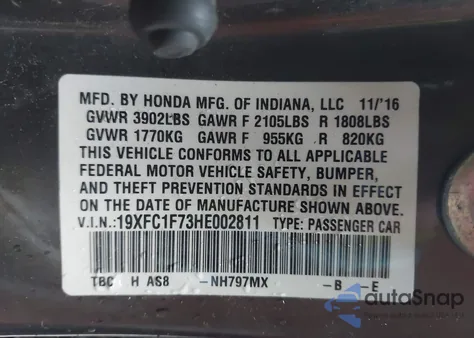 MFD. BY HONDA MFG. OF INDIANA, LLC 11/'16
GVWR 3902LBS GAWR F 2105LBS R 1808LBS
GVWR 1770KG GAWR F 955KG R 820KG
THIS VEHICLE CONFORMS TO ALL APPLICABLE
FEDERAL MOTOR VEHICLE SAFETY, BUMPER,
AND THEFT PREVENTION STANDARDS IN EFFECT
ON THE DATE OF MANUFACTURE SHOWN ABOVE.
V.I.N.:19XFC1F73HE002811 TYPE: PASSENGER CAR
TBC H AS8 -NH797MX -B -E
autoSnap